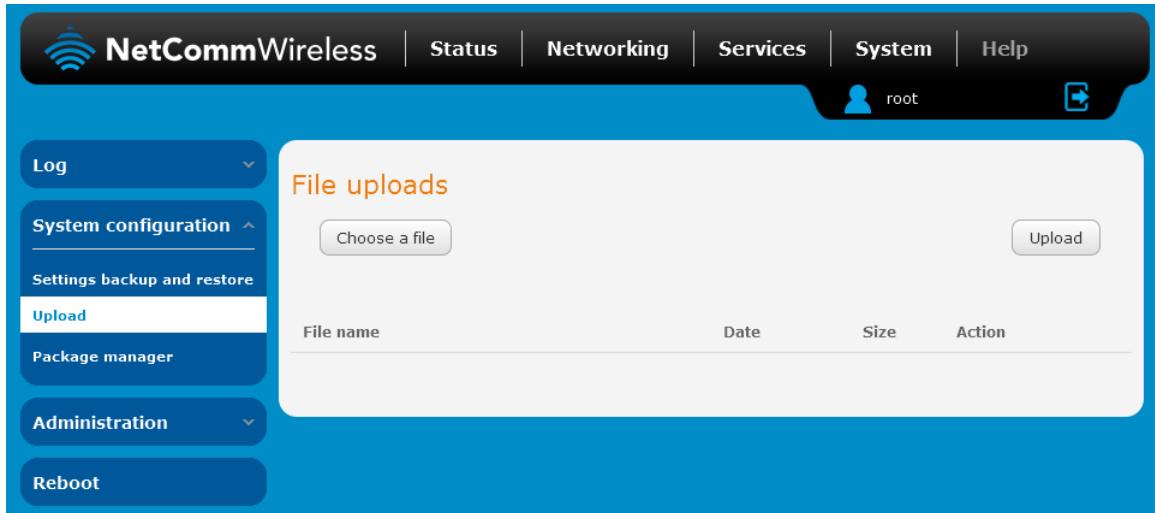 NetCommWireless Status Networking Services System Help
root
Log
System configuration
Settings backup and restore
Upload
Package manager
Administration
Reboot
File uploads
Choose a file Upload
File name Date Size Action